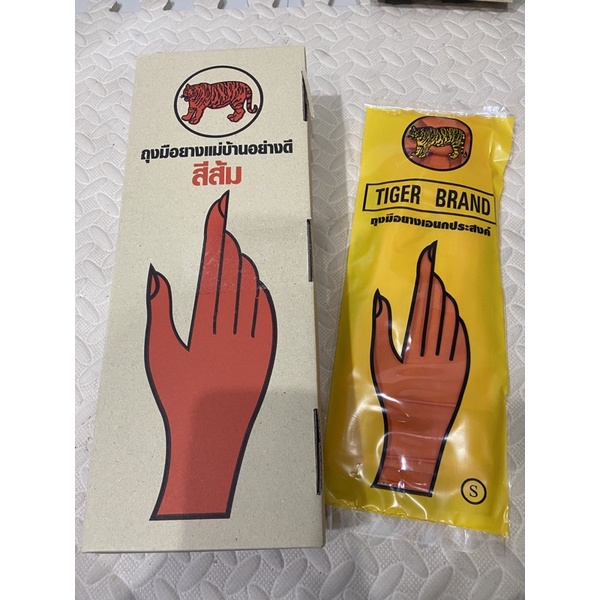 ถุงมือยางแม่บ้านอย่างดี
สีส้ม
TIGER BRAND
ถุงมือยางเอนกประสงค์
S